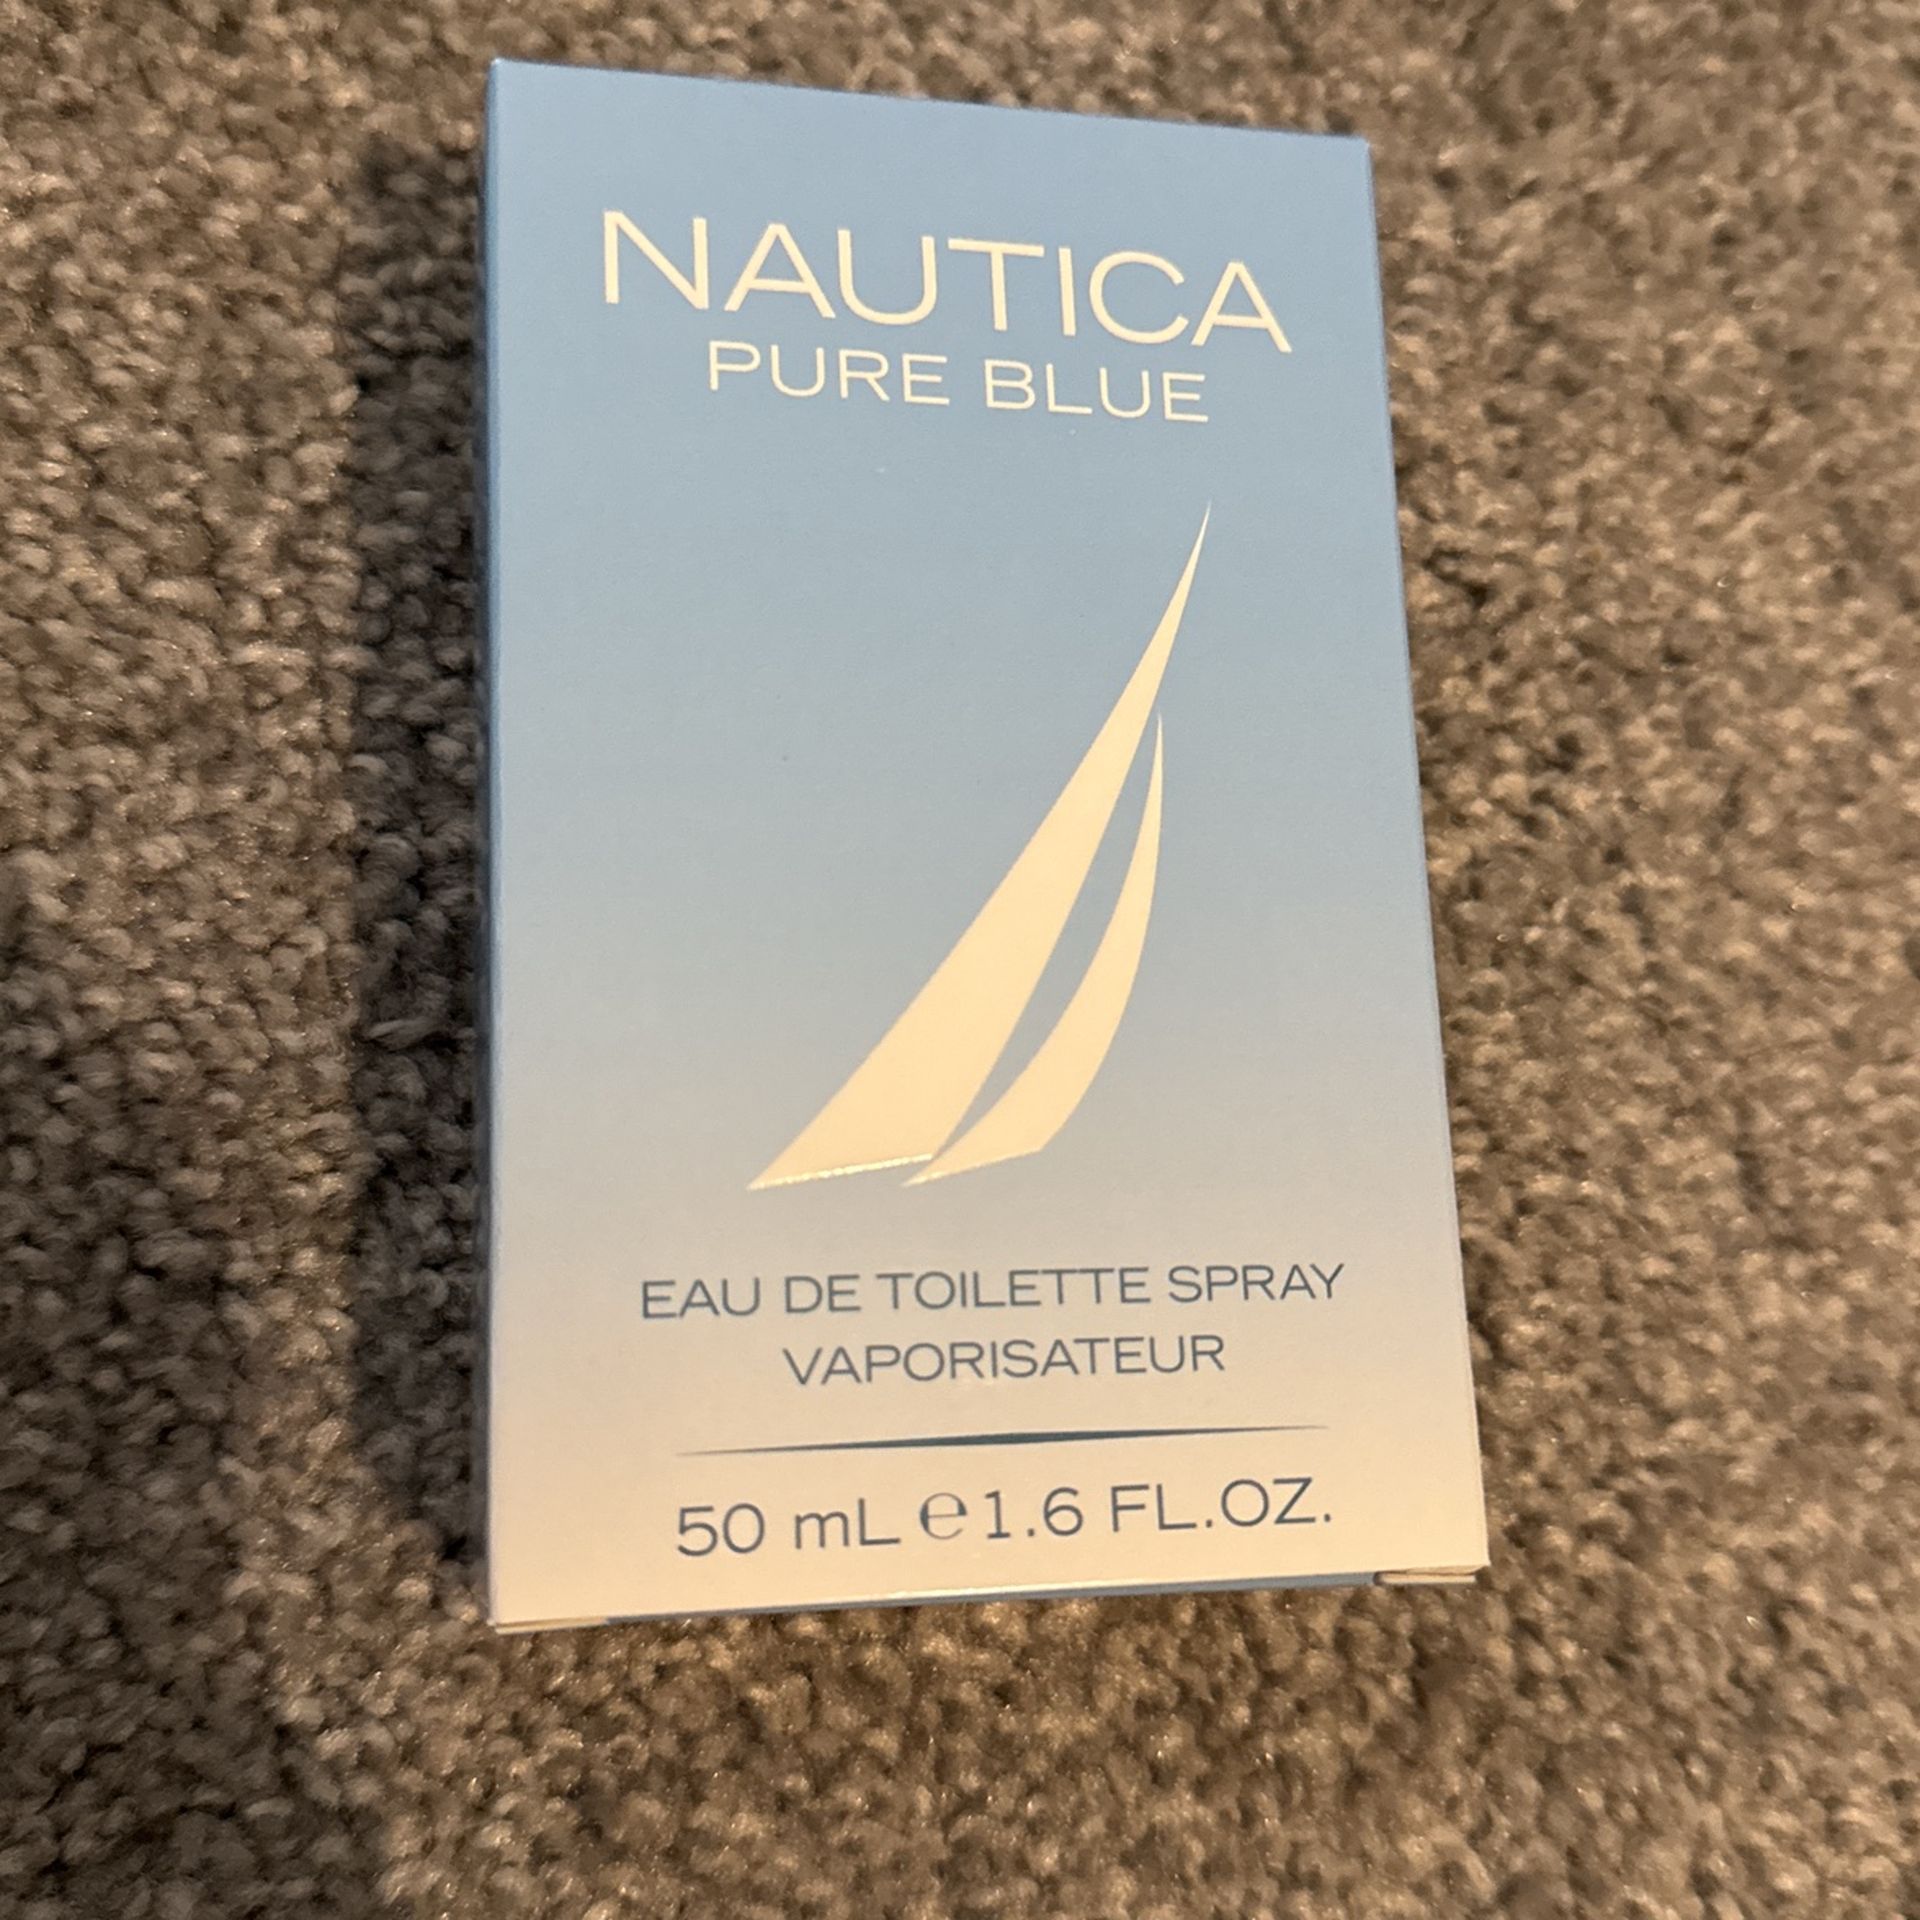 NAUTICA
PURE BLUE
EAU DE TOILETTE SPRAY
VAPORISATEUR
50 mL ℮ 1.6 FL.OZ.